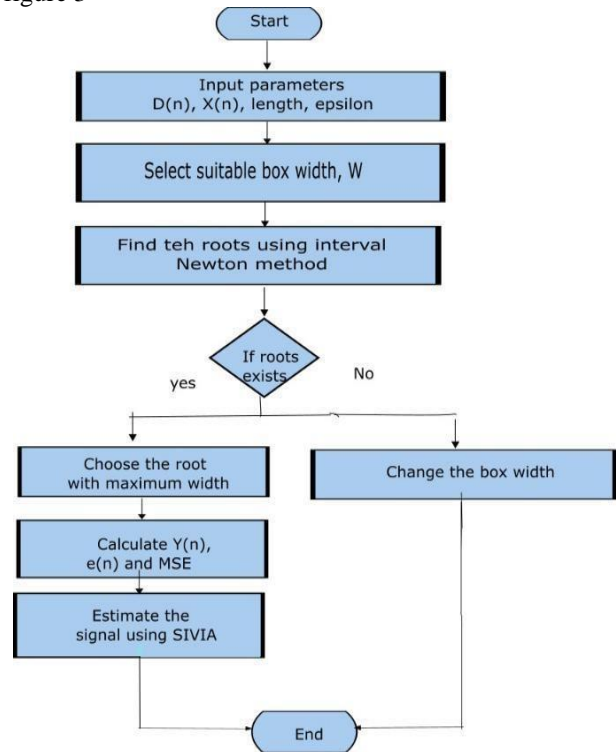 Start
Input parameters
D(n), X(n), length, epsilon
Select suitable box width, W
Find teh roots using interval
Newton method
If roots
exists
yes
No
Choose the root
with maximum width
Change the box width
Calculate Y(n),
e(n) and MSE
Estimate the
signal using SIVIA
End